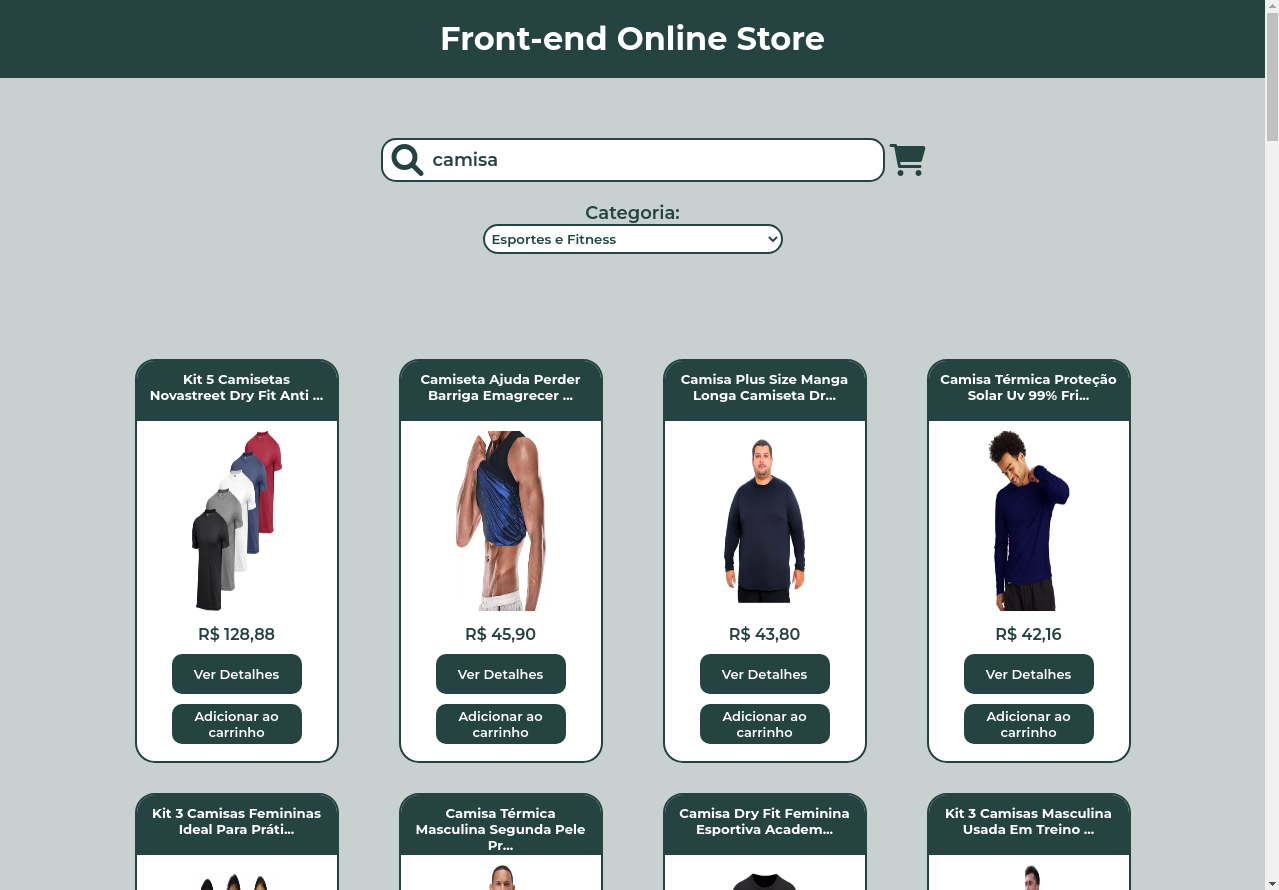 Front-end Online Store
camisa
Categoria:
Esportes e Fitness
Kit 5 Camisetas
Novastreet Dry Fit Anti ...
R$ 128,88
Ver Detalhes
Adicionar ao
carrinho
Camiseta Ajuda Perder
Barriga Emagrecer ...
R$ 45,90
Ver Detalhes
Adicionar ao
carrinho
Camisa Plus Size Manga
Longa Camiseta Dr...
R$ 43,80
Ver Detalhes
Adicionar ao
carrinho
Camisa Térmica Proteção
Solar Uv 99% Fri...
R$ 42,16
Ver Detalhes
Adicionar ao
carrinho
Kit 3 Camisas Femininas
Ideal Para Práti...
Camisa Térmica
Masculina Segunda Pele
Pr...
Camisa Dry Fit Feminina
Esportiva Academ...
Kit 3 Camisas Masculina
Usada Em Treino ...